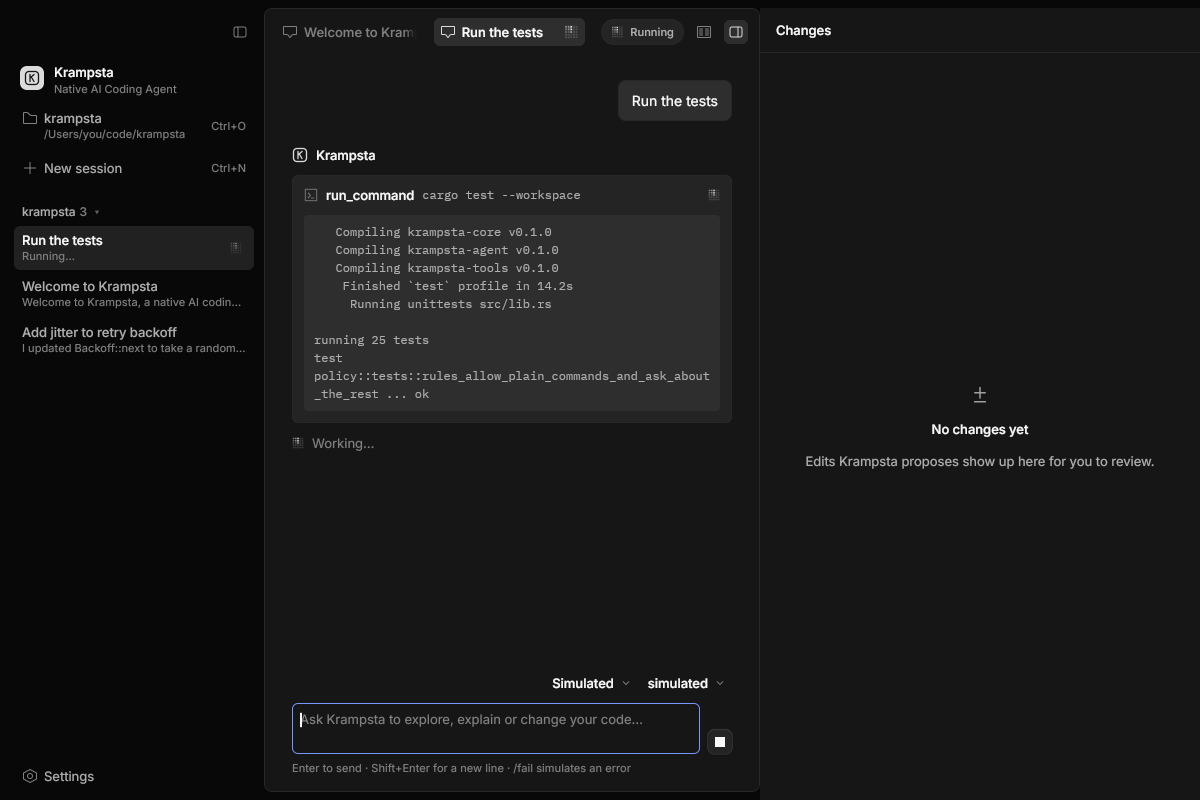 Krampsta
Native AI Coding Agent
krampsta
/Users/you/code/krampsta
Ctrl+O
New session
Ctrl+N
krampsta 3
Run the tests
Running...
Welcome to Krampsta
Welcome to Krampsta, a native AI codin...
Add jitter to retry backoff
I updated Backoff::next to take a random...
Settings
Welcome to Kram
Run the tests
Running
Run the tests
Krampsta
run_command cargo test --workspace
Compiling krampsta-core v0.1.0
Compiling krampsta-agent v0.1.0
Compiling krampsta-tools v0.1.0
Finished `test` profile in 14.2s
Running unittests src/lib.rs
running 25 tests
test
policy::tests::rules_allow_plain_commands_and_ask_about
_the_rest ... ok
Working...
Simulated
simulated
Ask Krampsta to explore, explain or change your code...
Enter to send · Shift+Enter for a new line · /fail simulates an error
Changes
No changes yet
Edits Krampsta proposes show up here for you to review.